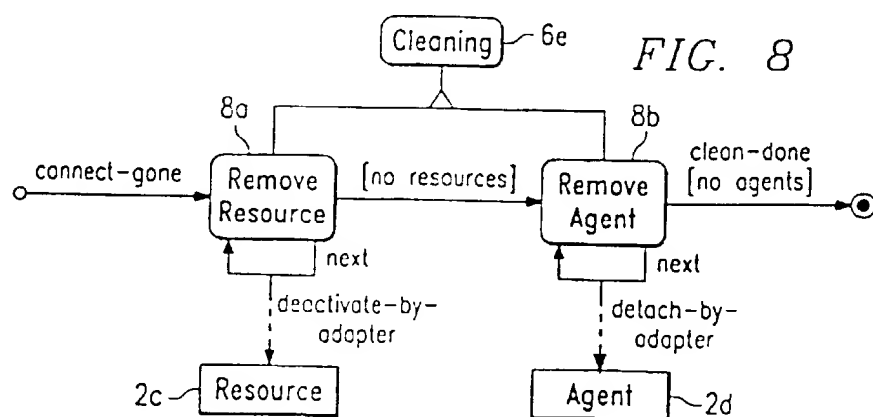 Cleaning
6e
FIG. 8
8a
8b
connect-gone
Remove
Resource
[no resources]
Remove
Agent
clean-done
[no agents]
next
next
deactivate-by-
adapter
detach-by-
adapter
2c
Resource
Agent
2d